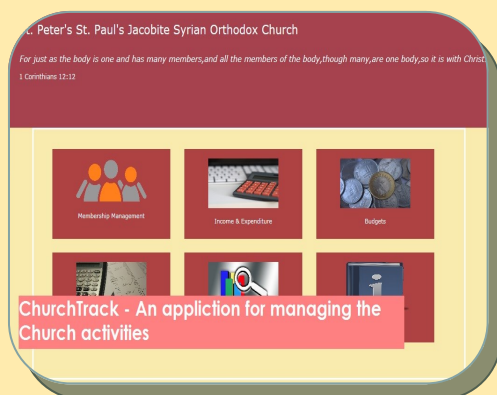 . Peter's St. Paul's Jacobite Syrian Orthodox Church
For just as the body is one and has many members,and all the members of the body,though many,are one body,so it is with Christ.
1 Corinthians 12:12
Membership Management
Income & Expenditure
Budgets
ChurchTrack - An appliction for managing the
Church activities